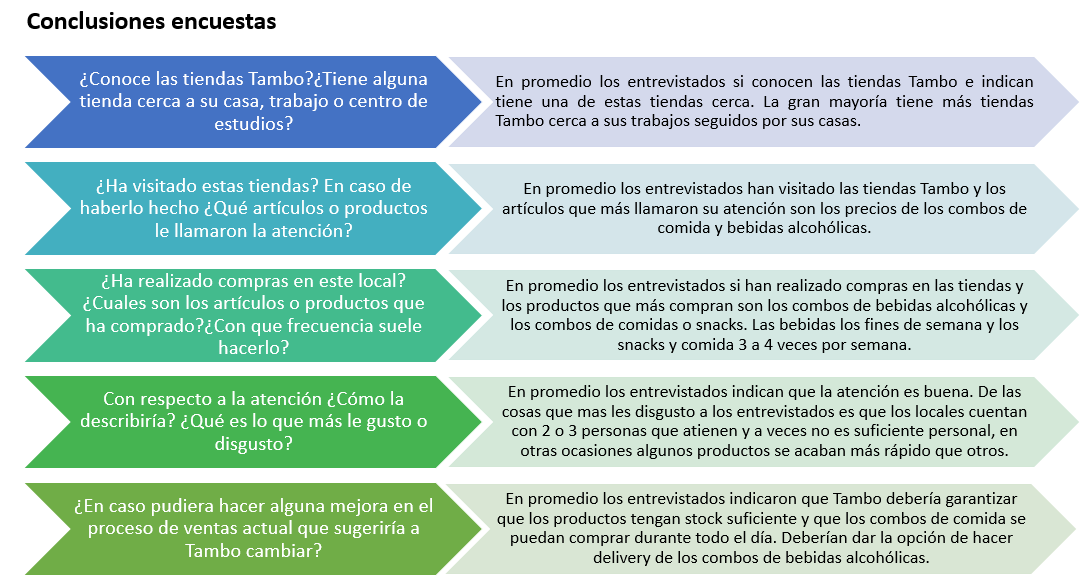 Conclusiones encuestas
¿Conoce las tiendas Tambo?¿Tiene alguna
tienda cerca a su casa, trabajo o centro de
estudios?
En promedio los entrevistados si conocen las tiendas Tambo e indican
tiene una de estas tiendas cerca. La gran mayoría tiene más tiendas
Tambo cerca a sus trabajos seguidos por sus casas.
¿Ha visitado estas tiendas? En caso de
haberlo hecho ¿Qué artículos o productos
le llamaron la atención?
En promedio los entrevistados han visitado las tiendas Tambo y los
artículos que más llamaron su atención son los precios de los combos de
comida y bebidas alcohólicas.
¿Ha realizado compras en este local?
¿Cuales son los artículos o productos que
ha comprado?¿Con que frecuencia suele
hacerlo?
En promedio los entrevistados si han realizado compras en las tiendas y
los productos que más compran son los combos de bebidas alcohólicas y
los combos de comidas o snacks. Las bebidas los fines de semana y los
snacks y comida 3 a 4 veces por semana.
Con respecto a la atención ¿Cómo la
describiría? ¿Qué es lo que más le gusto o
disgusto?
En promedio los entrevistados indican que la atención es buena. De las
cosas que mas les disgusto a los entrevistados es que los locales cuentan
con 2 o 3 personas que atienen y a veces no es suficiente personal, en
otras ocasiones algunos productos se acaban más rápido que otros.
¿En caso pudiera hacer alguna mejora en el
proceso de ventas actual que sugeriría a
Tambo cambiar?
En promedio los entrevistados indicaron que Tambo debería garantizar
que los productos tengan stock suficiente y que los combos de comida se
puedan comprar durante todo el día. Deberían dar la opción de hacer
delivery de los combos de bebidas alcohólicas.